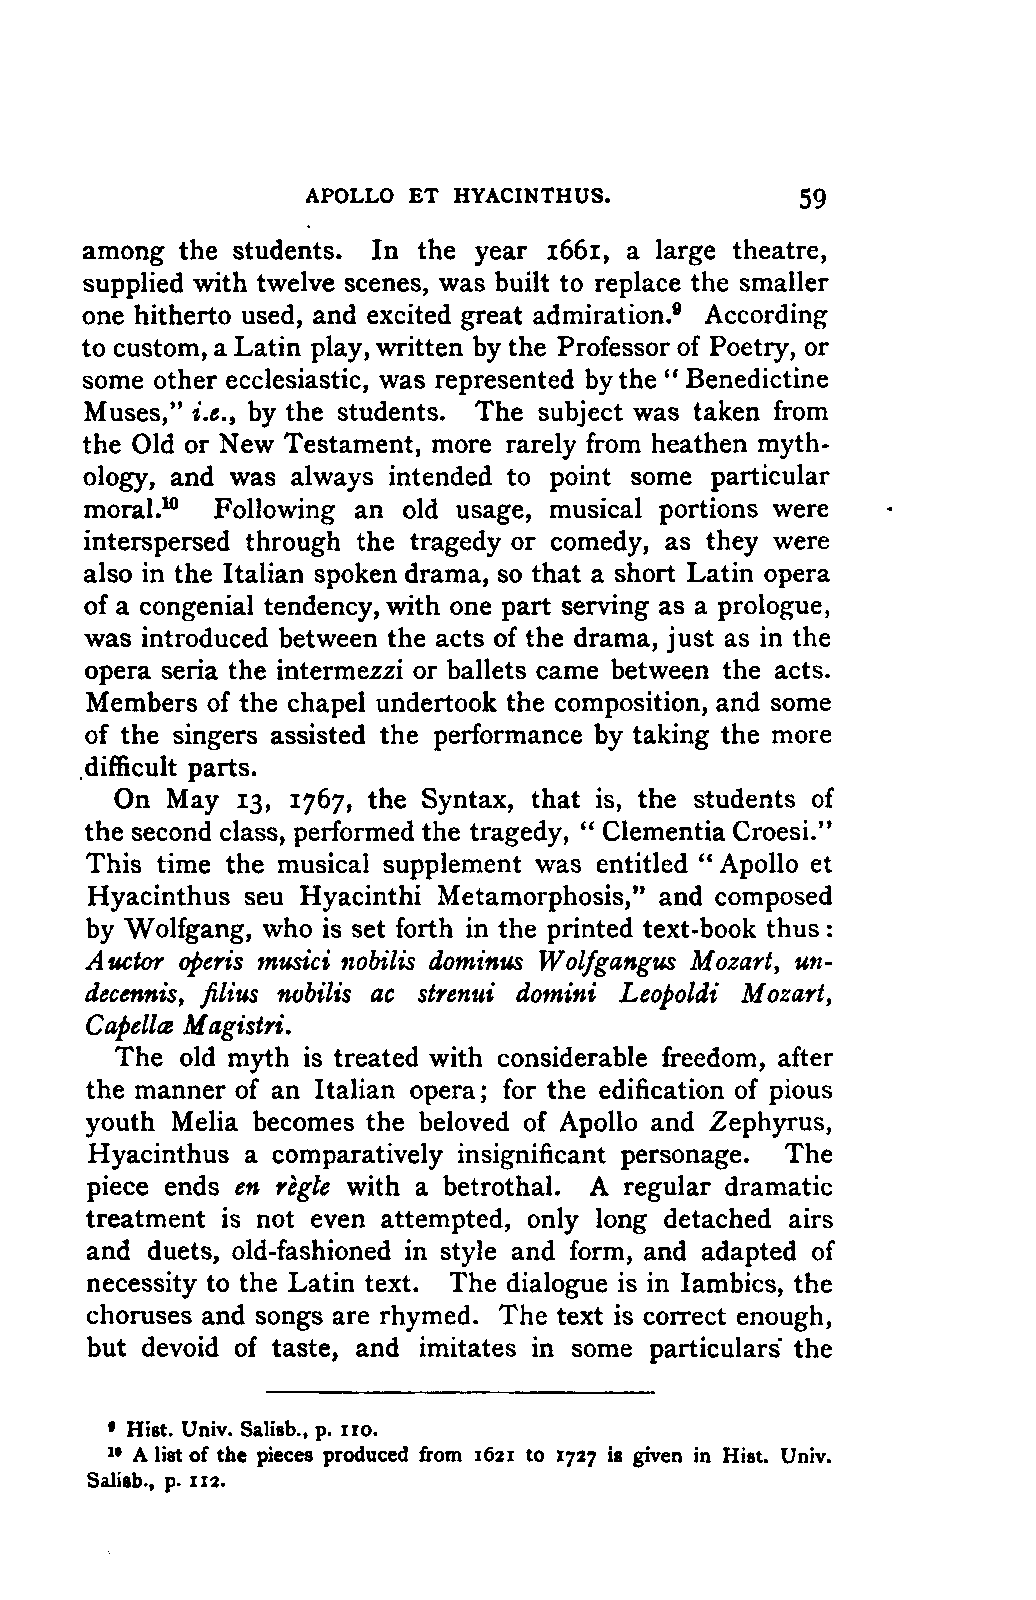 APOLLO ET HYACINTHUS. 59
among the students. In the year 1661, a large theatre,
supplied with twelve scenes, was built to replace the smaller
one hitherto used, and excited great admiration.⁹ According
to custom, a Latin play, written by the Professor of Poetry, or
some other ecclesiastic, was represented by the “ Benedictine
Muses,” i.e., by the students. The subject was taken from
the Old or New Testament, more rarely from heathen myth-
ology, and was always intended to point some particular
moral.¹⁰ Following an old usage, musical portions were
interspersed through the tragedy or comedy, as they were
also in the Italian spoken drama, so that a short Latin opera
of a congenial tendency, with one part serving as a prologue,
was introduced between the acts of the drama, just as in the
opera seria the intermezzi or ballets came between the acts.
Members of the chapel undertook the composition, and some
of the singers assisted the performance by taking the more
difficult parts.
On May 13, 1767, the Syntax, that is, the students of
the second class, performed the tragedy, “ Clementia Croesi.”
This time the musical supplement was entitled “ Apollo et
Hyacinthus seu Hyacinthi Metamorphosis,” and composed
by Wolfgang, who is set forth in the printed text-book thus :
Auctor operis musici nobilis dominus Wolfgangus Mozart, un-
decennis, filius nobilis ac strenui domini Leopoldi Mozart,
Capellæ Magistri.
The old myth is treated with considerable freedom, after
the manner of an Italian opera; for the edification of pious
youth Melia becomes the beloved of Apollo and Zephyrus,
Hyacinthus a comparatively insignificant personage. The
piece ends en règle with a betrothal. A regular dramatic
treatment is not even attempted, only long detached airs
and duets, old-fashioned in style and form, and adapted of
necessity to the Latin text. The dialogue is in Iambics, the
choruses and songs are rhymed. The text is correct enough,
but devoid of taste, and imitates in some particulars the
⁹ Hist. Univ. Salisb., p. 110.
¹⁰ A list of the pieces produced from 1621 to 1727 is given in Hist. Univ.
Salisb., p. 112.